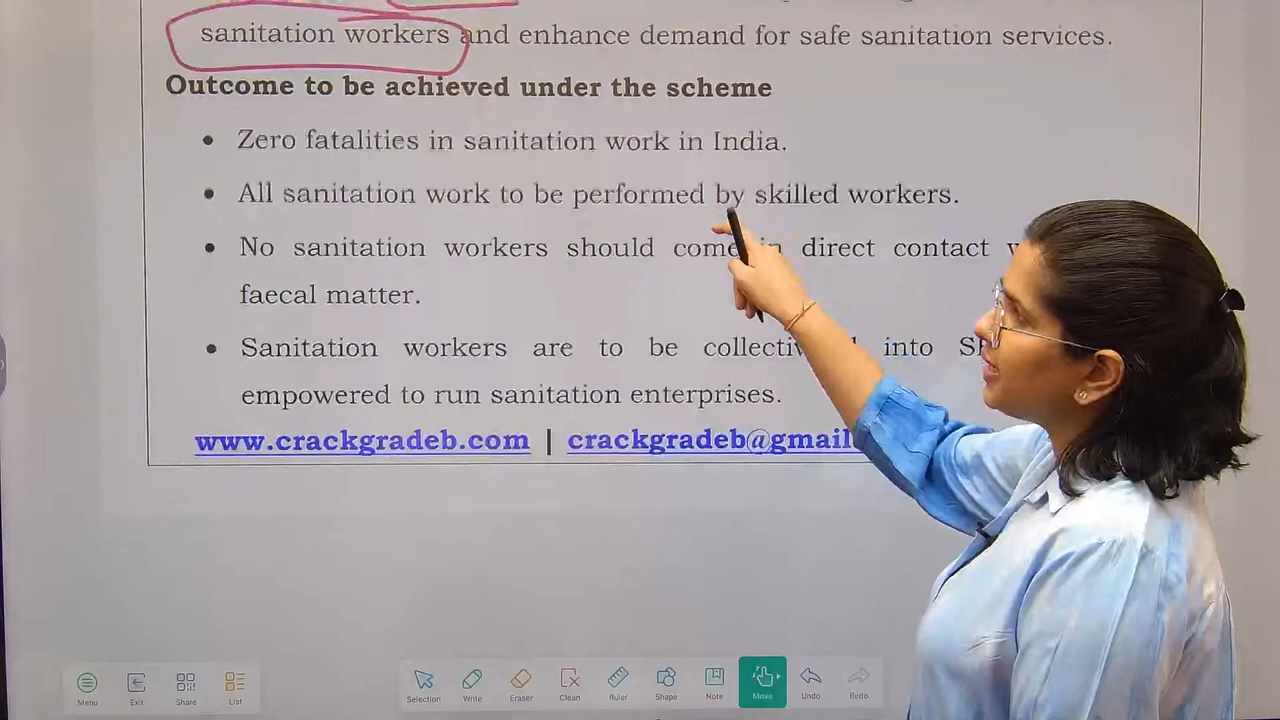 sanitation workers and enhance demand for safe sanitation services.
Outcome to be achieved under the scheme
• Zero fatalities in sanitation work in India.
• All sanitation work to be performed by skilled workers.
• No sanitation workers should come in direct contact
faecal matter.
• Sanitation workers are to be into
empowered to run sanitation enterprises.
www.crackgradeb.com | crackgradeb@gmail
Menu Exit Share List Selection Write Eraser Clean Ruler Shape Note Move Undo Redo